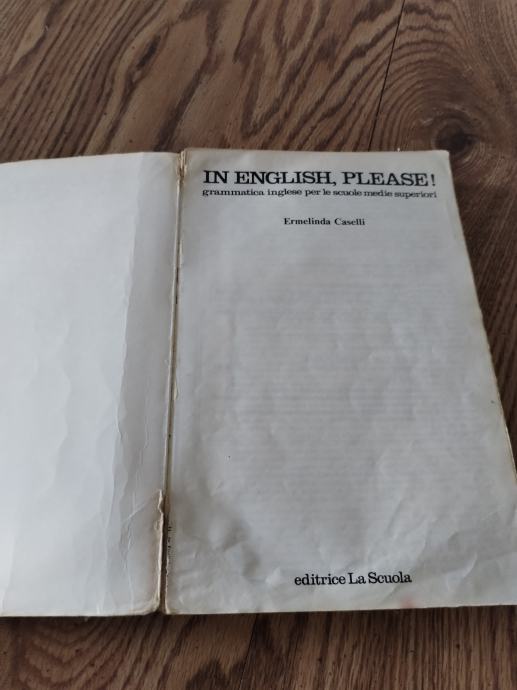 IN ENGLISH, PLEASE!
grammatica inglese per le scuole medie superiori
Ermelinda Caselli
editrice La Scuola